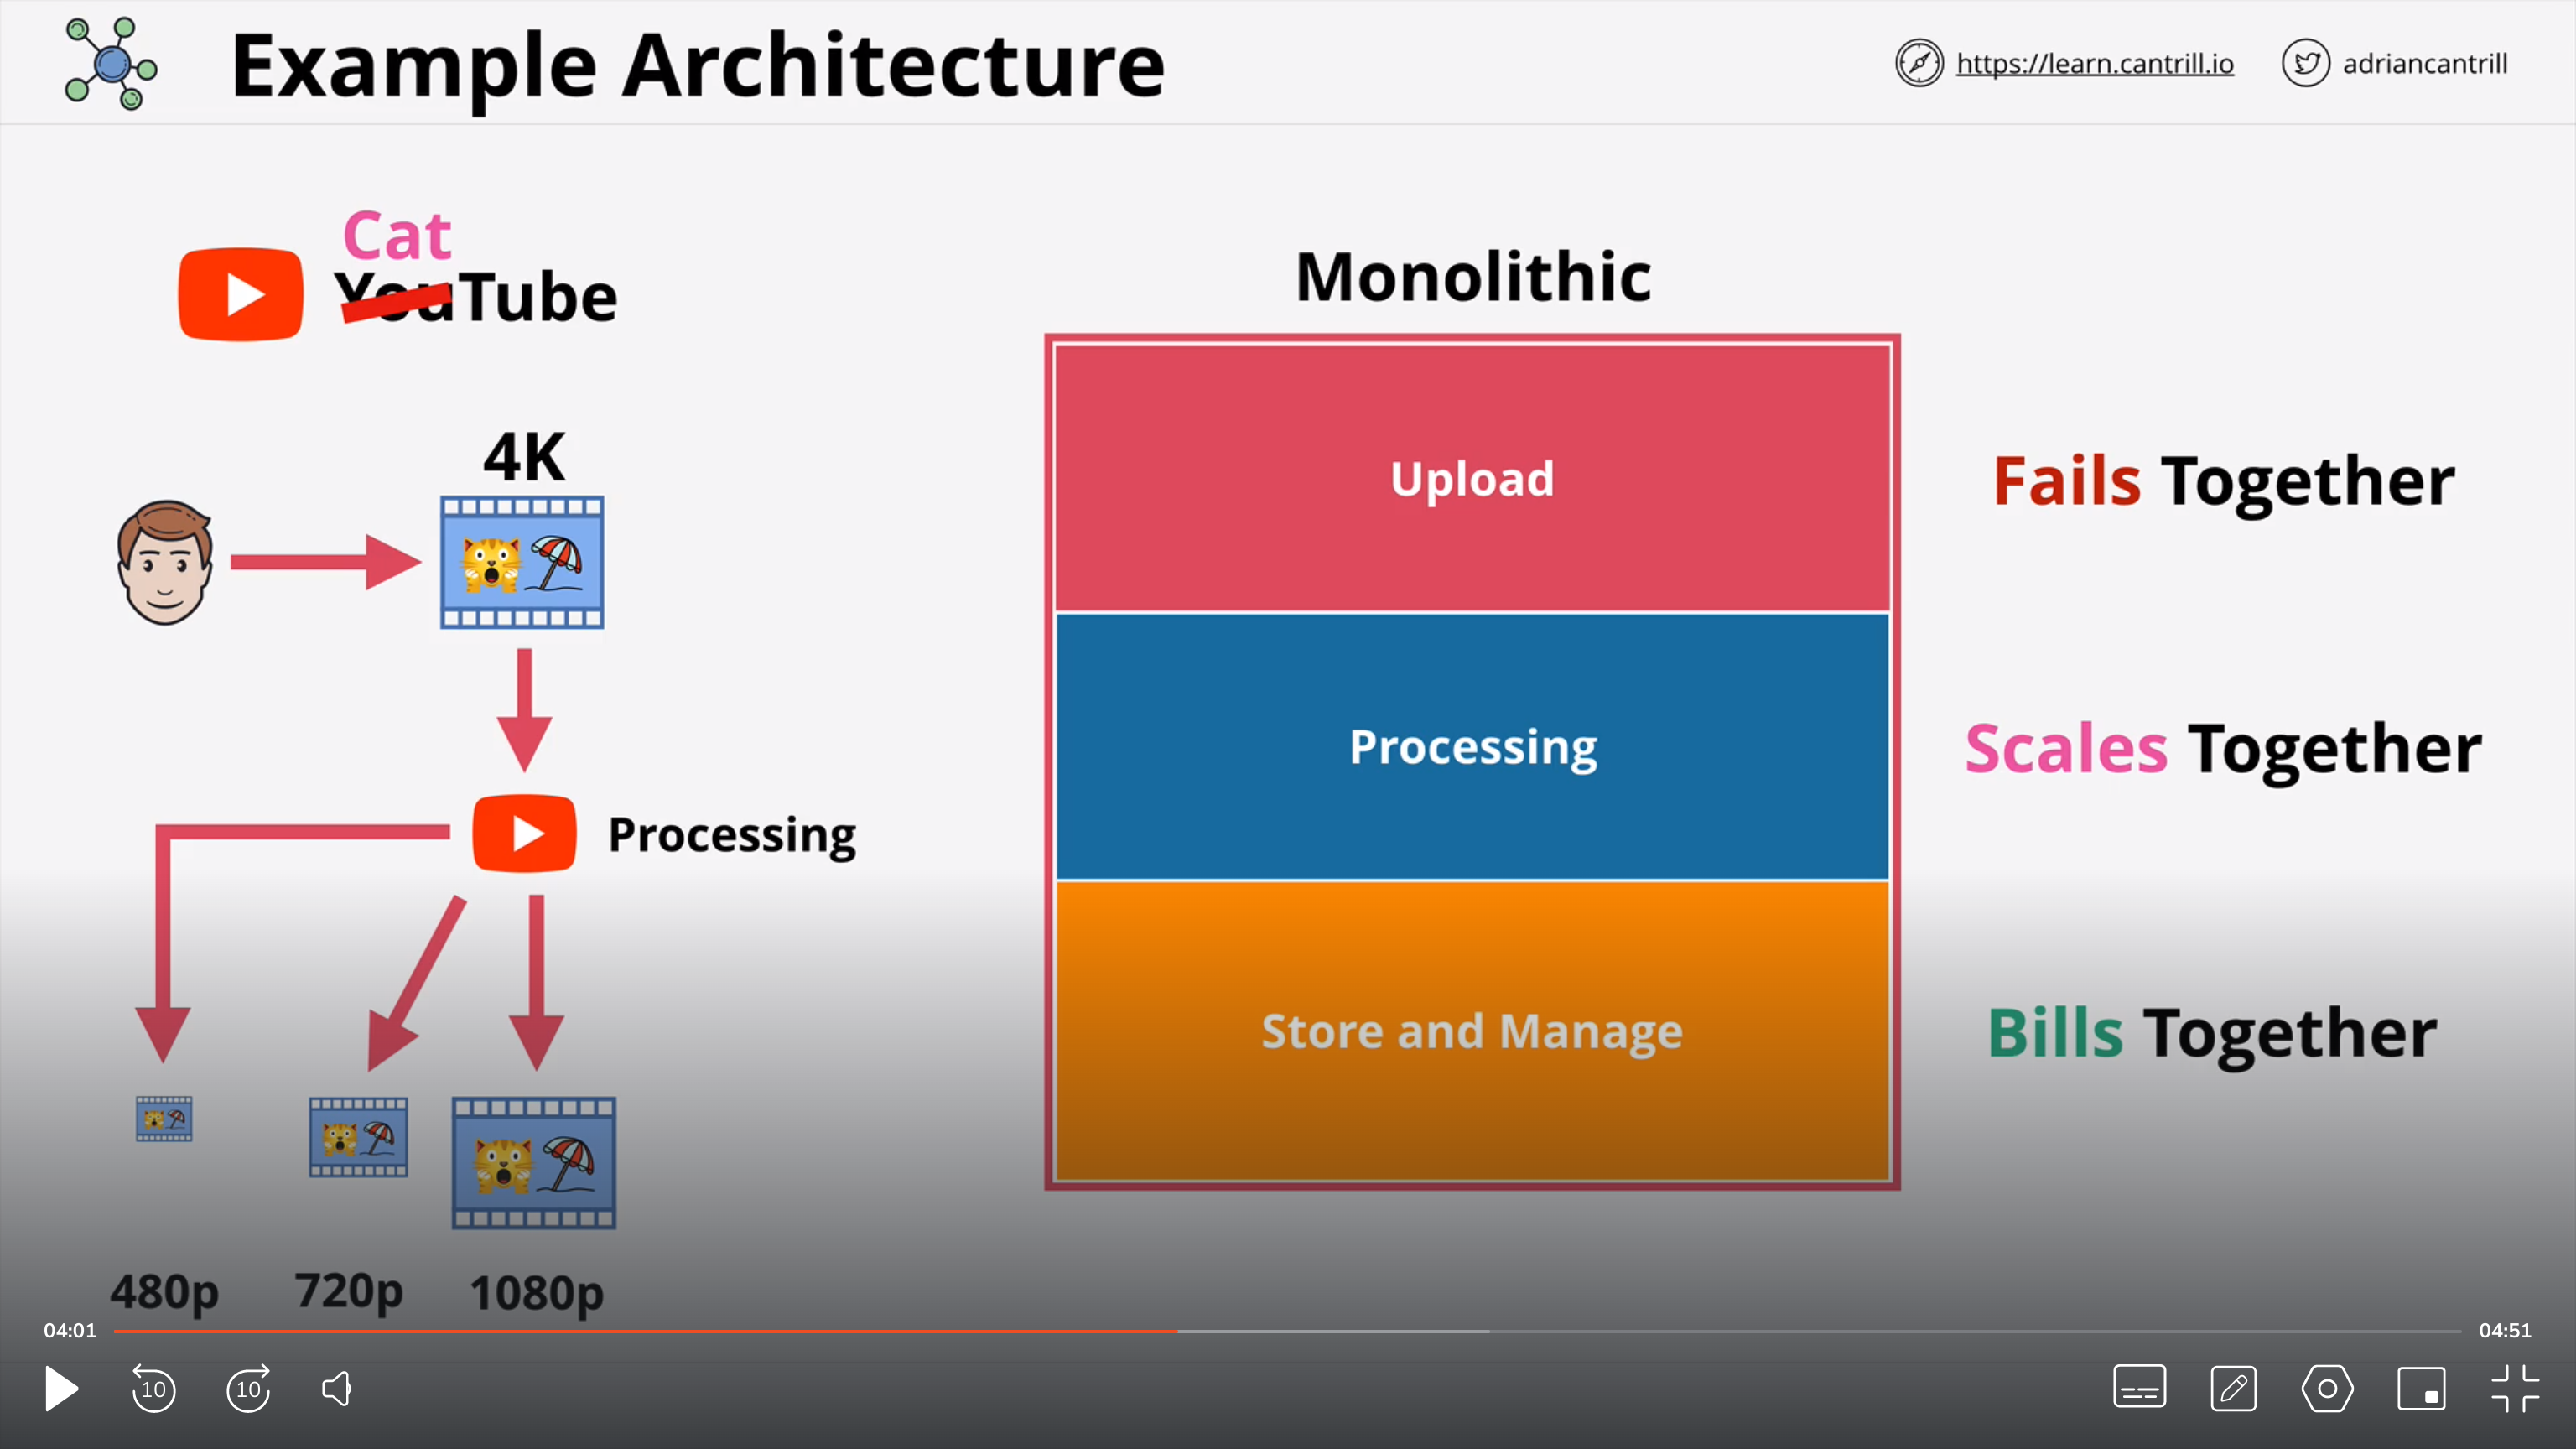 Example Architecture
https://learn.cantrill.io
adriancantrill
Cat
YouTube
4K
Processing
480p
720p
1080p
Monolithic
Upload
Processing
Store and Manage
Fails Together
Scales Together
Bills Together
04:01
04:51
10
10